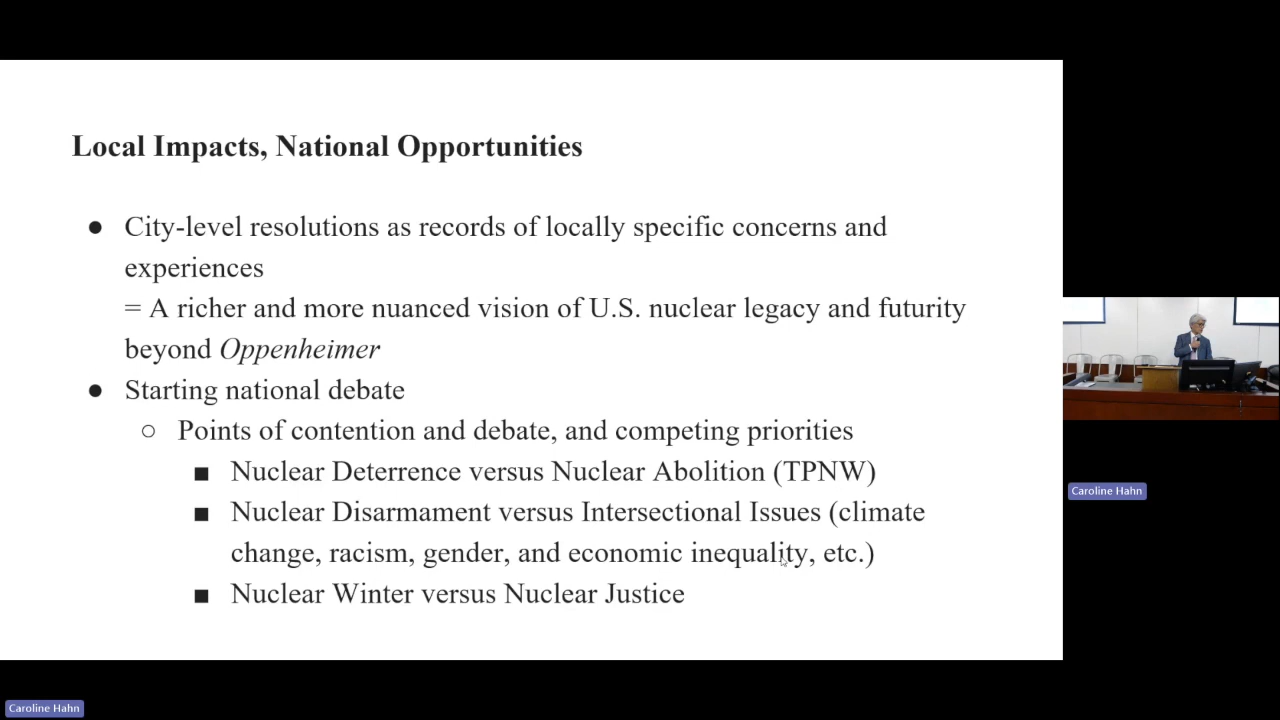 Local Impacts, National Opportunities
● City-level resolutions as records of locally specific concerns and
experiences
= A richer and more nuanced vision of U.S. nuclear legacy and futurity
beyond Oppenheimer
● Starting national debate
○ Points of contention and debate, and competing priorities
■ Nuclear Deterrence versus Nuclear Abolition (TPNW)
■ Nuclear Disarmament versus Intersectional Issues (climate
change, racism, gender, and economic inequality, etc.)
■ Nuclear Winter versus Nuclear Justice
Caroline Hahn
Caroline Hahn